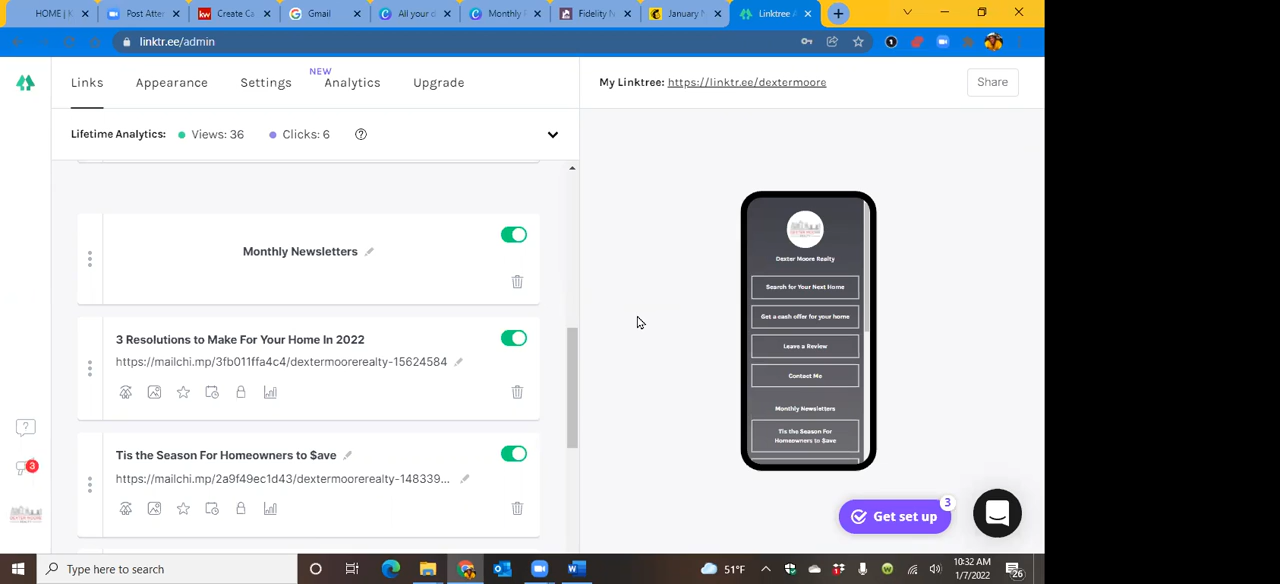 HOME | K
Post Atter
Create Ca
Gmail
All your d
Monthly
Fidelity N
January N
Linktree A
linktr.ee/admin
Links
Appearance
Settings
NEW
Analytics
Upgrade
My Linktree: https://linktr.ee/dextermoore
Share
Lifetime Analytics:
Views: 36
Clicks: 6
Monthly Newsletters
3 Resolutions to Make For Your Home In 2022
https://mailchi.mp/3fb011ffa4c4/dextermoorerealty-15624584
Tis the Season For Homeowners to $ave
https://mailchi.mp/2a9f49ec1d43/dextermoorerealty-148339...
3
Dexter Moore Realty
Search for Your Next Home
Get a cash offer for your home
Leave a Review
Contact Me
Monthly Newsletters
Tis the Season For
Homeowners to $ave
Get set up
3
Type here to search
51°F
10:32 AM
1/7/2022
26